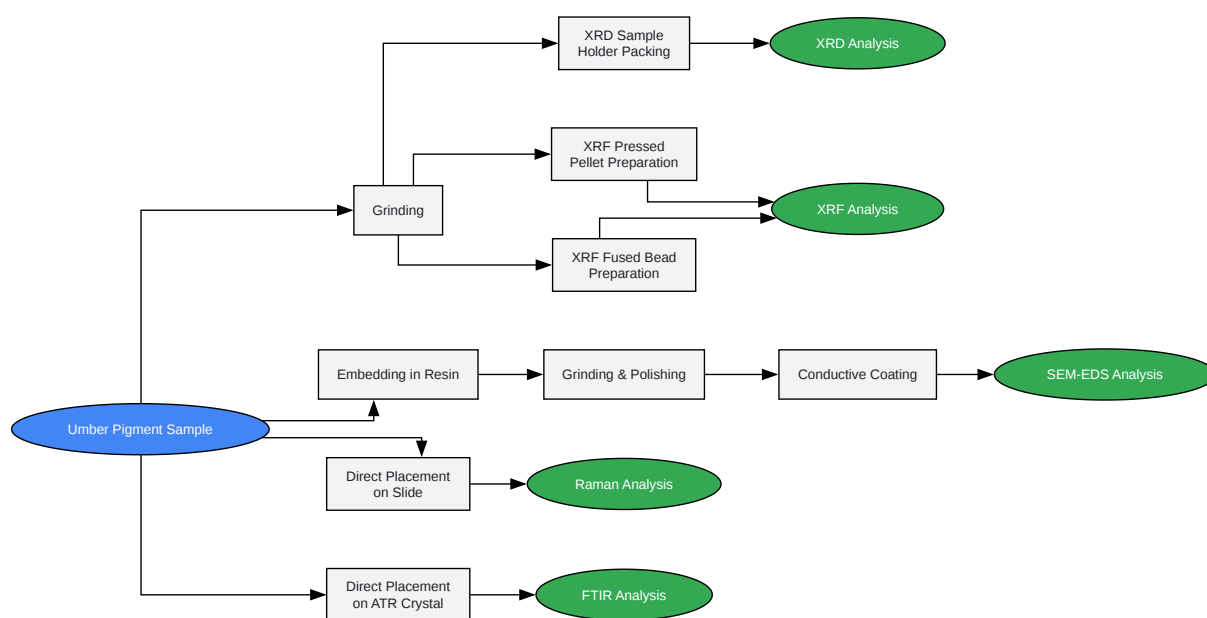 XRD Sample
Holder Packing
XRD Analysis
XRF Pressed
Pellet Preparation
Grinding
XRF Analysis
XRF Fused Bead
Preparation
Embedding in Resin
Grinding & Polishing
Conductive Coating
SEM-EDS Analysis
Umber Pigment Sample
Direct Placement
on Slide
Raman Analysis
Direct Placement
on ATR Crystal
FTIR Analysis